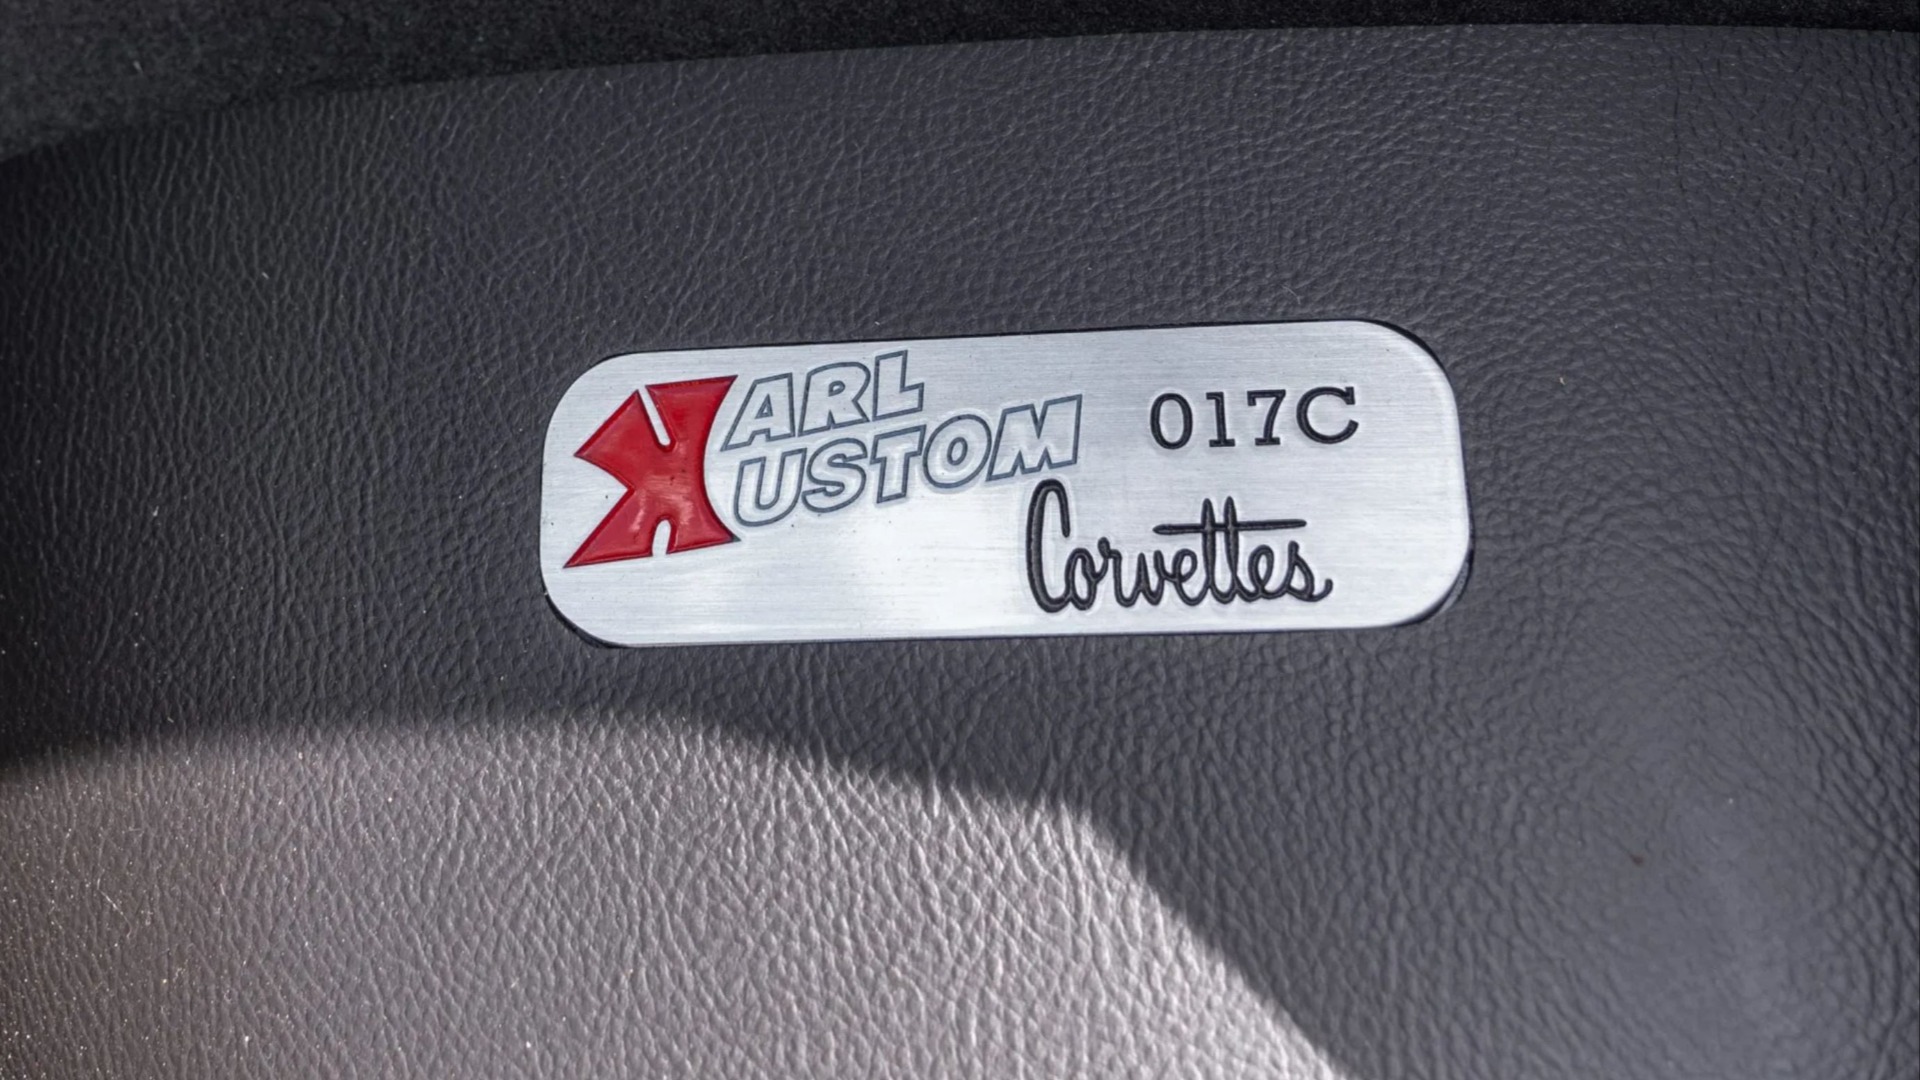 KARL
KUSTOM
017C
Corvettes